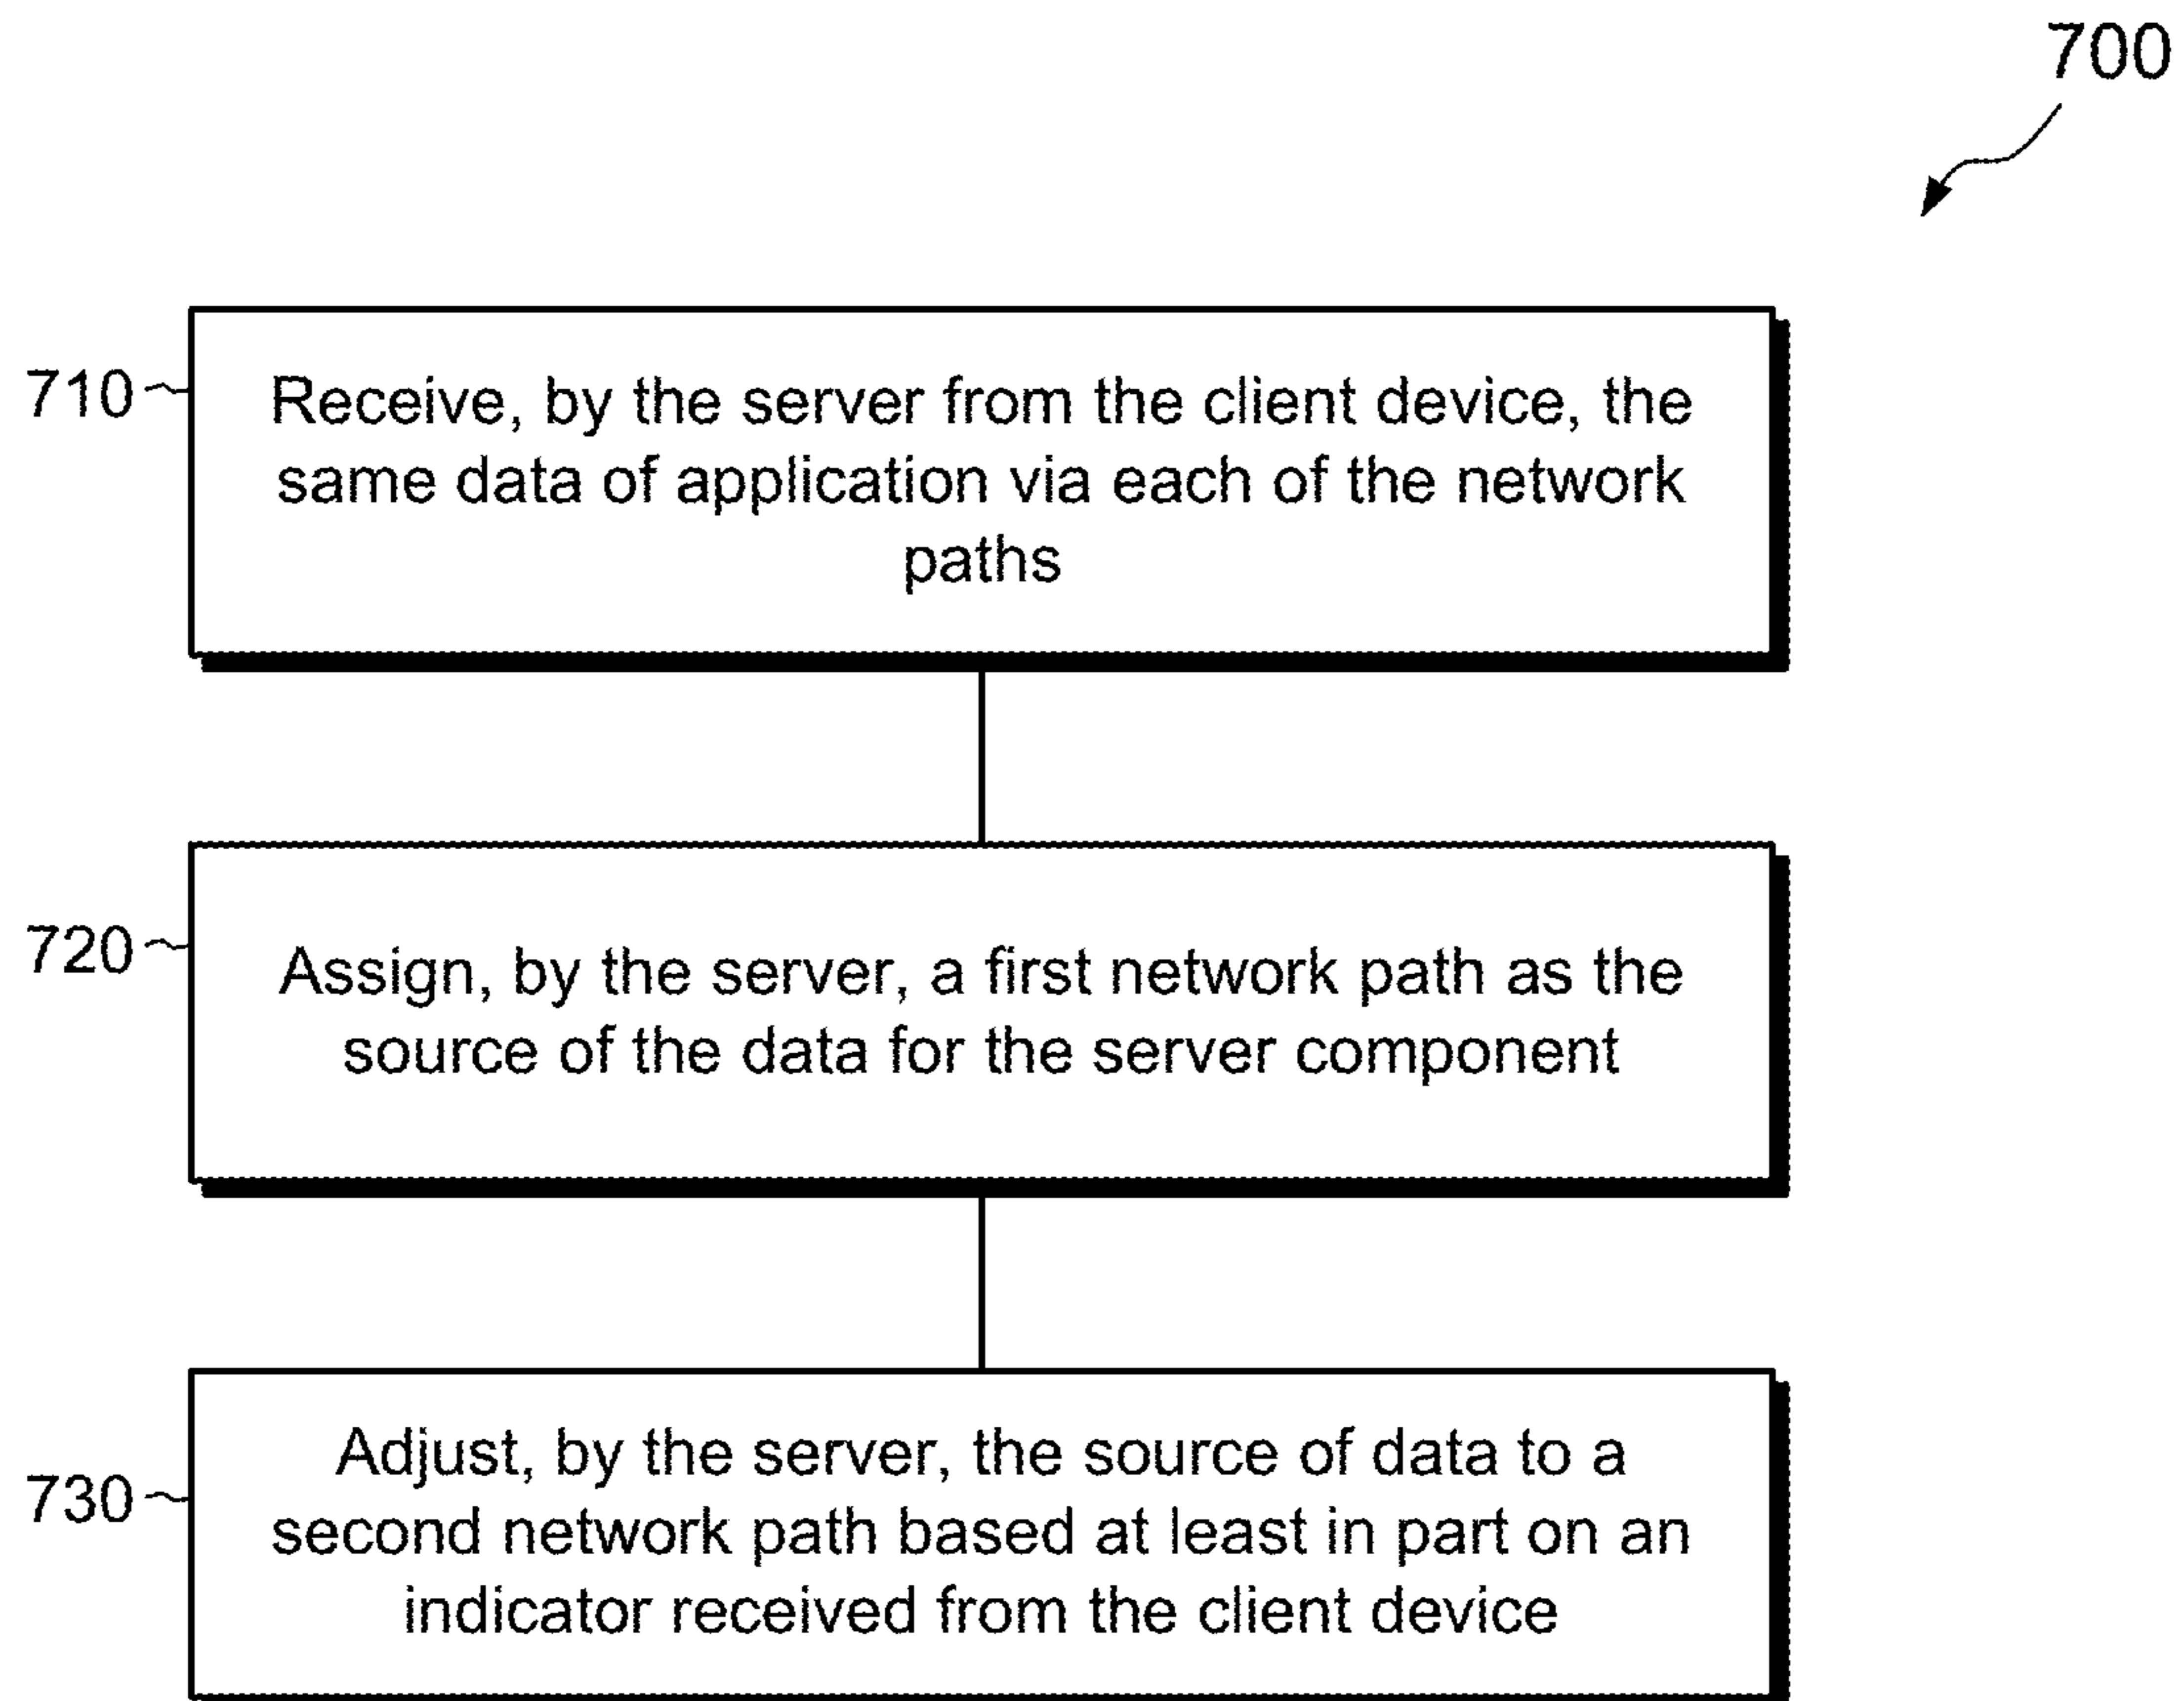 700
710
Receive, by the server from the client device, the
same data of application via each of the network
paths
720
Assign, by the server, a first network path as the
source of the data for the server component
730
Adjust, by the server, the source of data to a
second network path based at least in part on an
indicator received from the client device